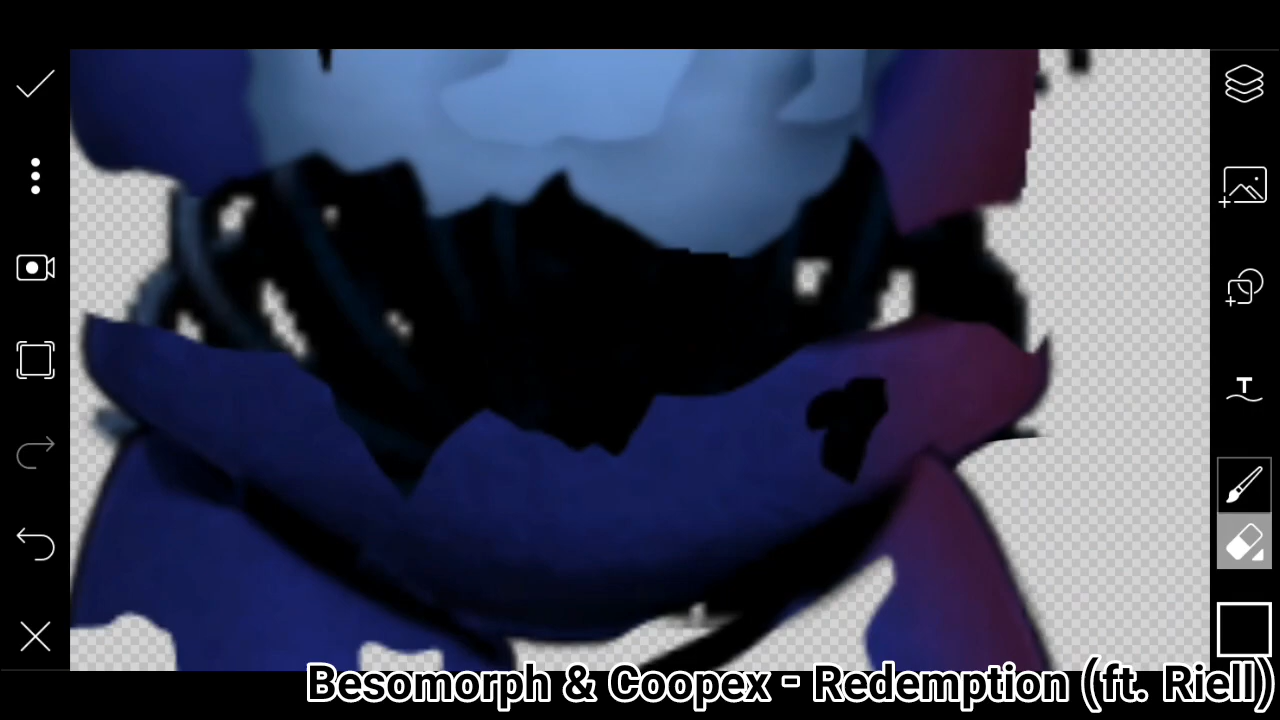 T
Besomorph & Coopex - Redemption (ft. Riell)